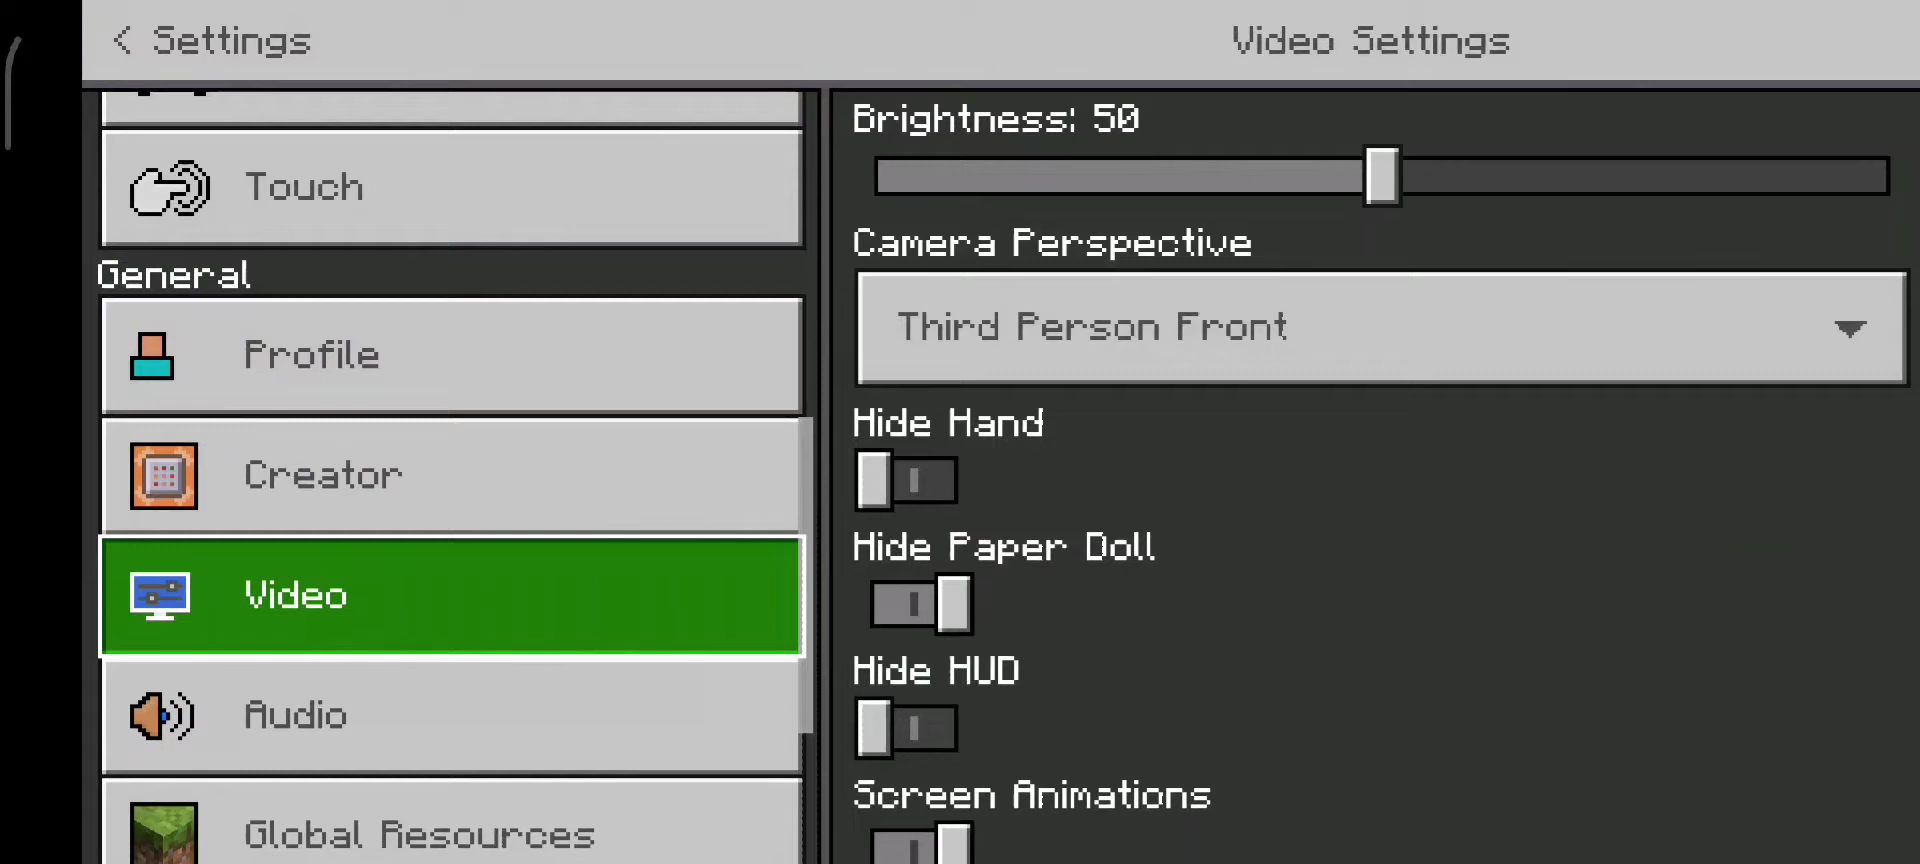 Settings
Video Settings
Touch
General
Profile
Creator
Video
Audio
Global Resources
Brightness: 50
Camera Perspective
Third Person Front
Hide Hand
Hide Paper Doll
Hide HUD
Screen Animations